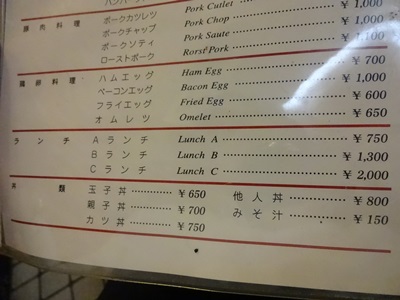 豚肉料理 ポークカツレツ Pork Cutlet ¥1,000
ポークチャップ Pork Chop ¥1,000
ポークソティ Pork Saute ¥1,100
ローストポーク Rorst Pork
鶏卵料理 ハムエッグ Ham Egg ¥700
ベーコンエッグ Bacon Egg ¥1,000
フライエッグ Fried Egg ¥600
オムレツ Omelet ¥650
ランチ Aランチ Lunch A ¥750
Bランチ Lunch B ¥1,300
Cランチ Lunch C ¥2,000
丼類 玉子丼 ¥650 他人丼 ¥800
親子丼 ¥700 みそ汁 ¥150
カツ丼 ¥750